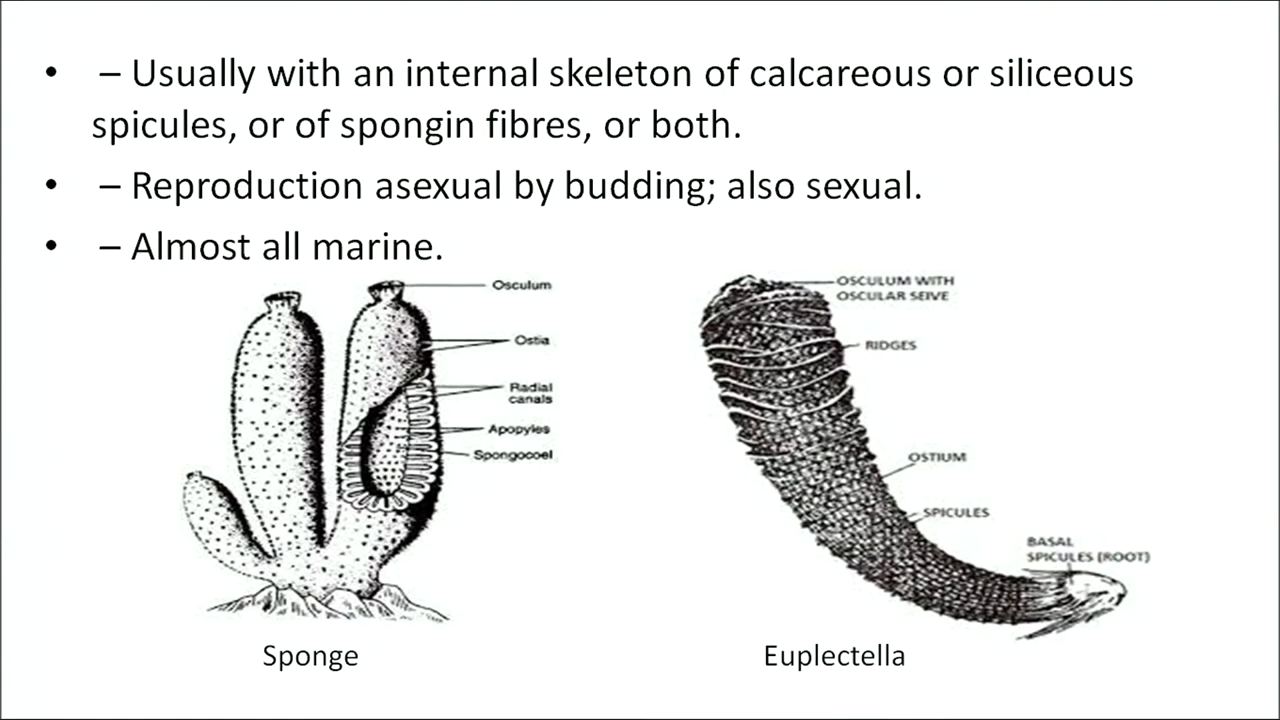 • – Usually with an internal skeleton of calcareous or siliceous
spicules, or of spongin fibres, or both.
• – Reproduction asexual by budding; also sexual.
• – Almost all marine.
Osculum
Ostia
Radial
canals
Apopyles
Spongocoel
Sponge
OSCULUM WITH
OSCULAR SEIVE
RIDGES
OSTIUM
SPICULES
BASAL
SPICULES (ROOT)
Euplectella